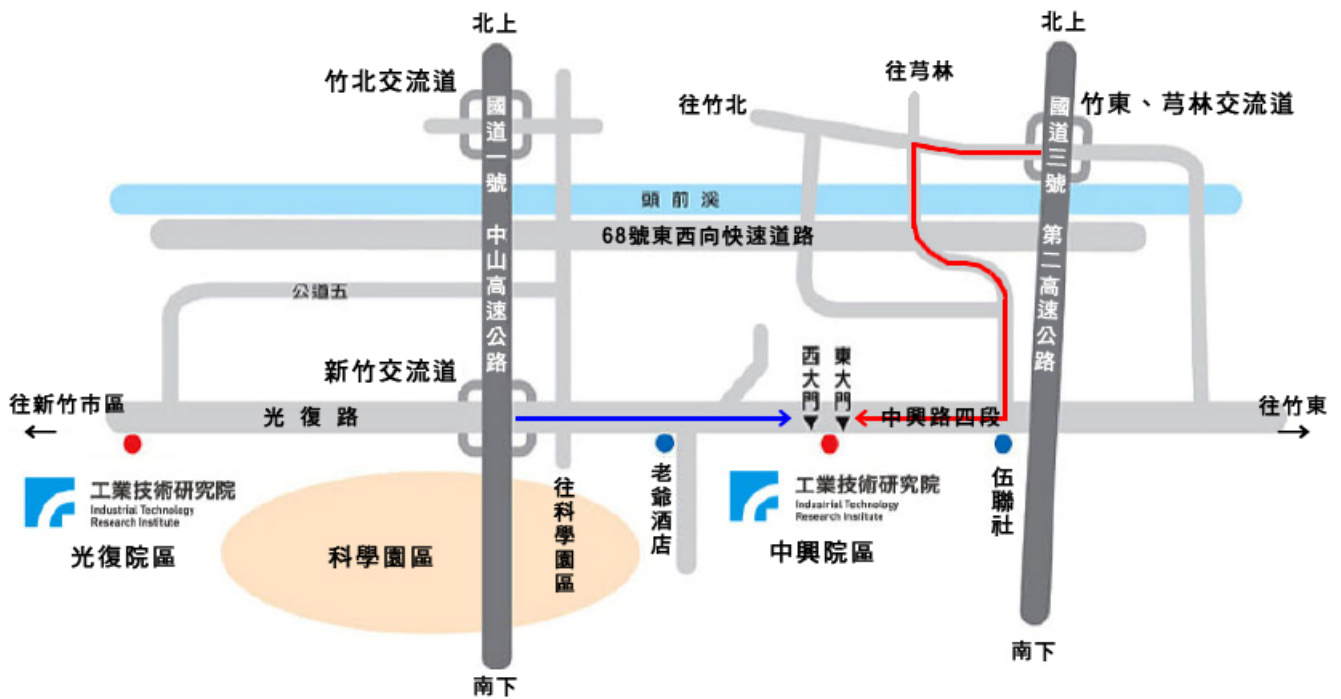 北上
北上
竹北交流道
往芎林
往竹北
竹東、芎林交流道
國道一號 中山高速公路
國道三號 第二高速公路
頭前溪
68號東西向快速道路
公道五
新竹交流道
西大門
東大門
往新竹市區
光復路
中興路四段
往竹東
工業技術研究院
Industrial Technology
Research Institute
光復院區
科學園區
往科學園區
老爺酒店
工業技術研究院
Industrial Technology
Research Institute
中興院區
伍聯社
南下
南下